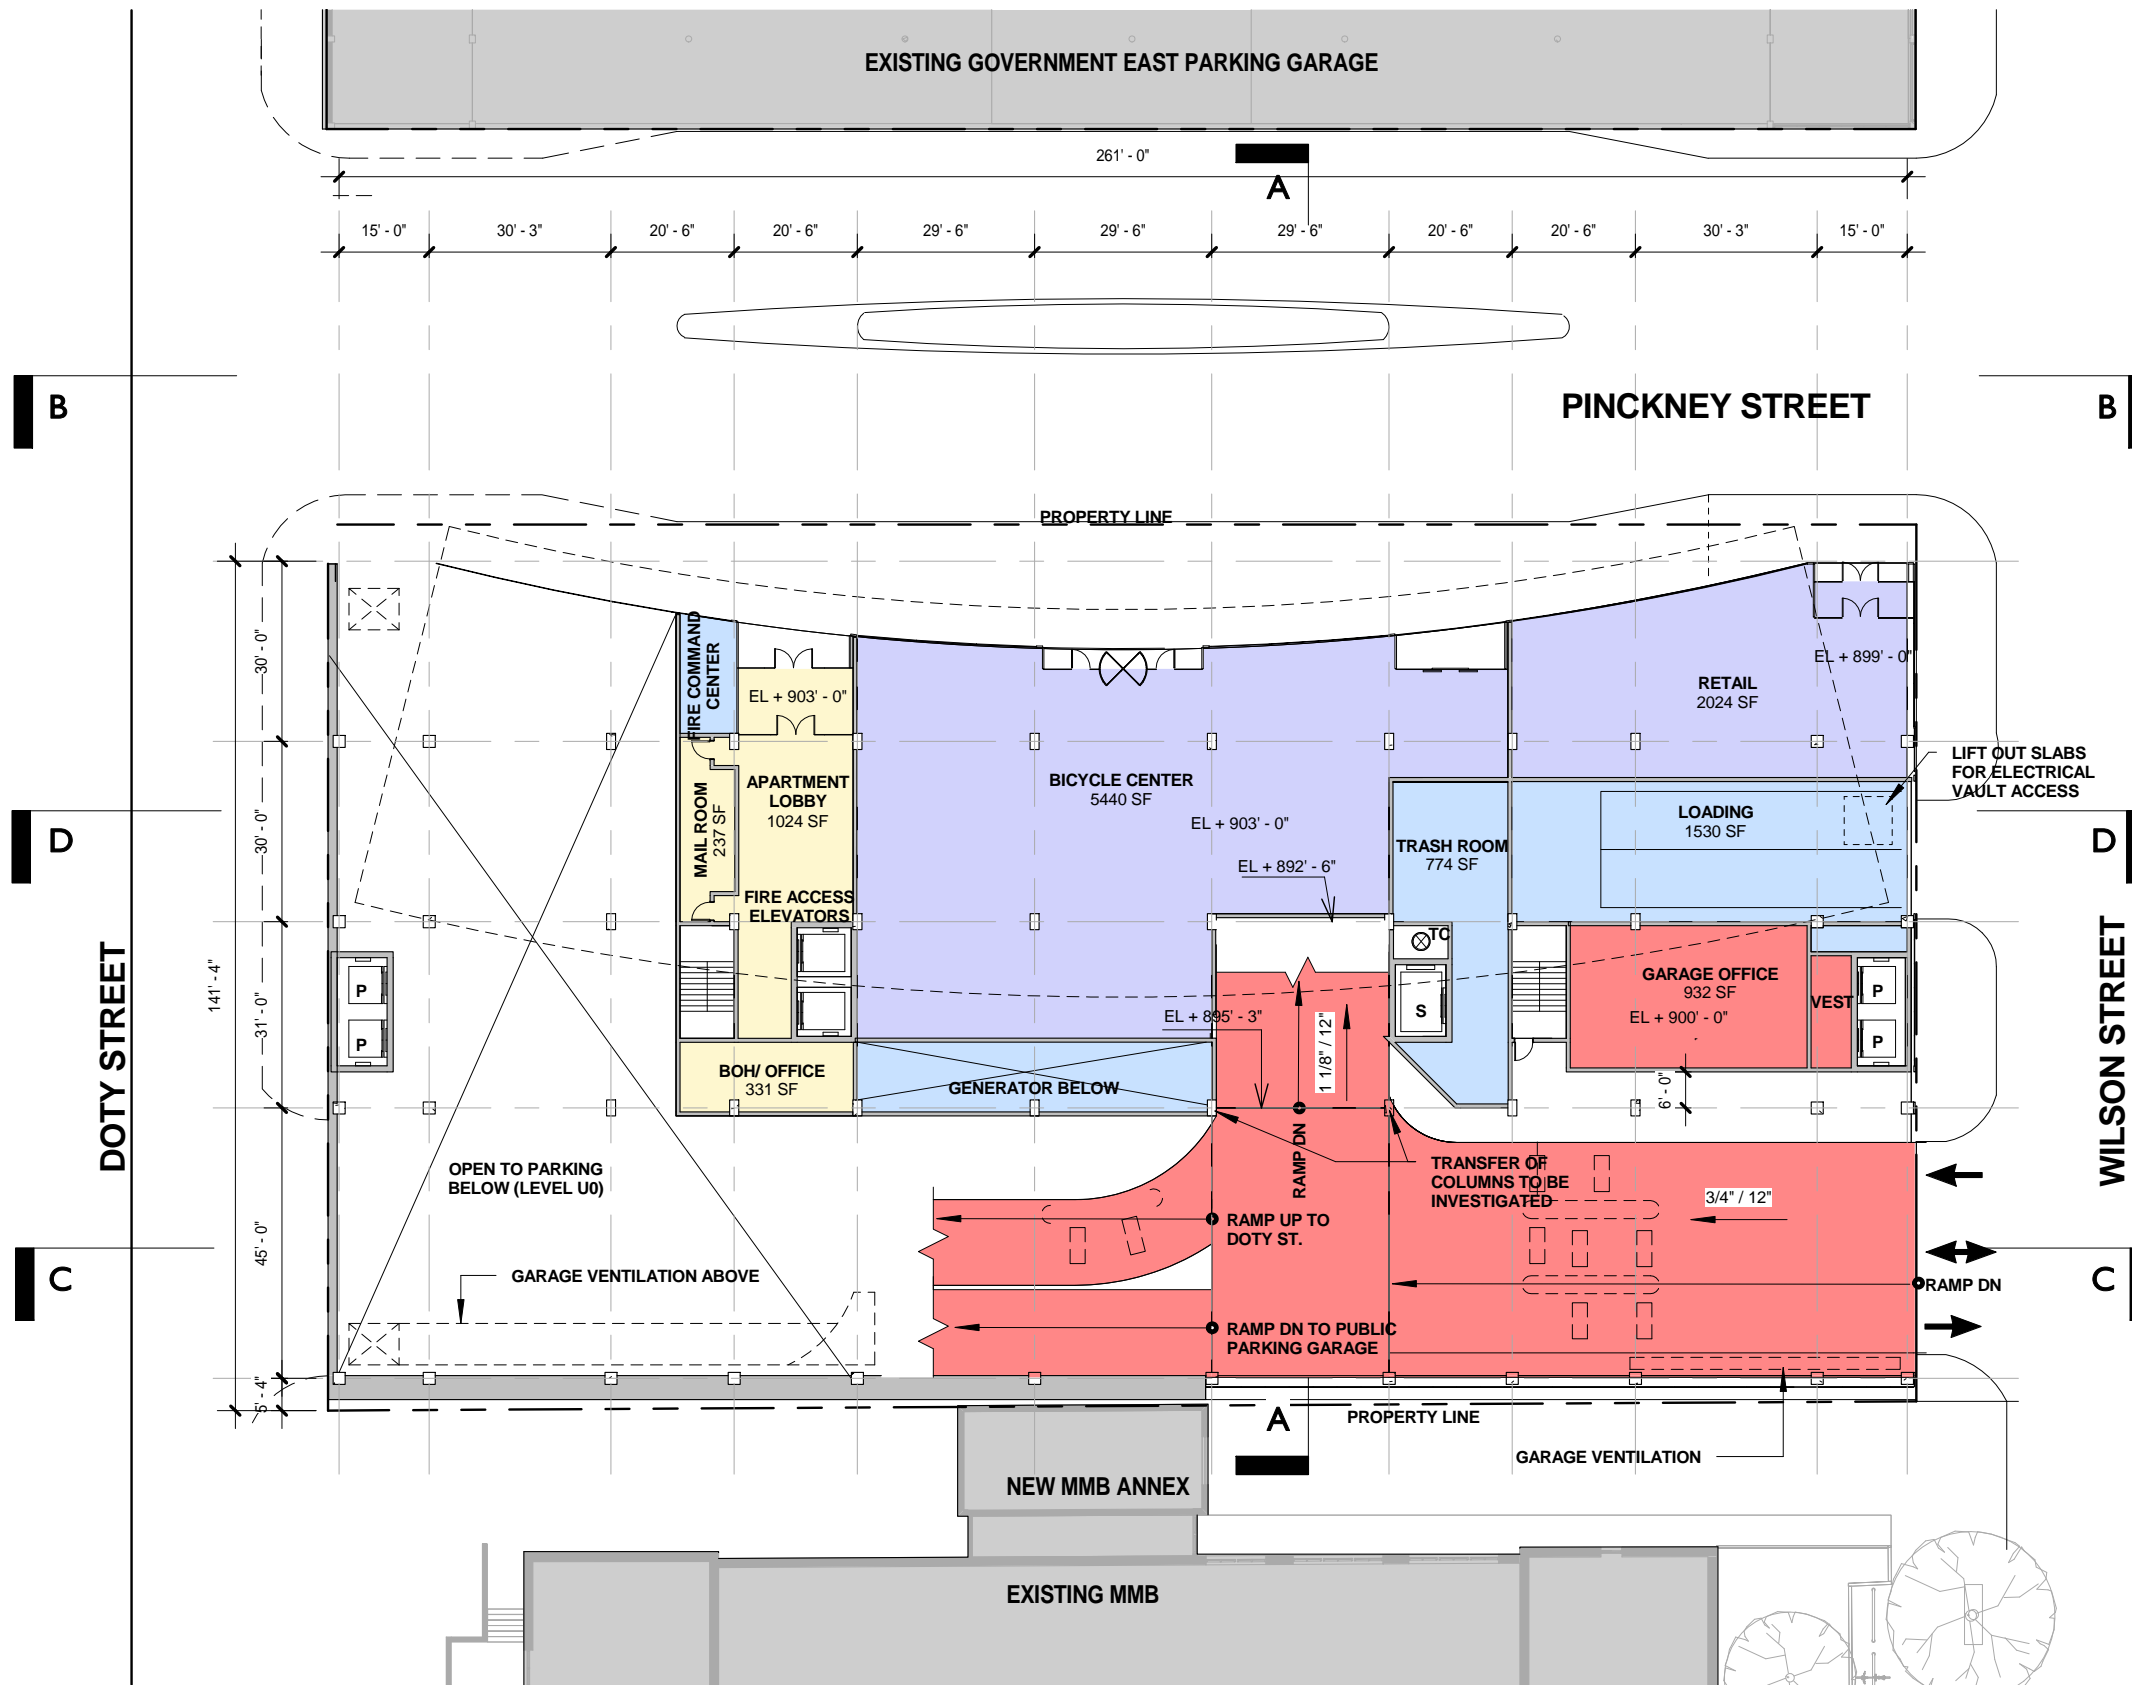 EXISTING GOVERNMENT EAST PARKING GARAGE
261' - 0"
A
15' - 0"
30' - 3"
20' - 6"
20' - 6"
29' - 6"
29' - 6"
29' - 6"
20' - 6"
20' - 6"
30' - 3"
15' - 0"
B
PINCKNEY STREET
B
PROPERTY LINE
30' - 0"
30' - 0"
31' - 0"
45' - 0"
5' - 4"
141' - 4"
FIRE COMMAND
CENTER
EL + 903' - 0"
EL + 899' - 0"
RETAIL
2024 SF
LIFT OUT SLABS
FOR ELECTRICAL
VAULT ACCESS
MAIL ROOM
237 SF
APARTMENT
LOBBY
1024 SF
BICYCLE CENTER
5440 SF
EL + 903' - 0"
EL + 892' - 6"
TRASH ROOM
774 SF
LOADING
1530 SF
D
D
FIRE ACCESS
ELEVATORS
TC
DOTY STREET
WILSON STREET
P
P
S
GARAGE OFFICE
932 SF
EL + 900' - 0"
VEST
P
P
EL + 895' - 3"
1 1/8" / 12"
BOH/ OFFICE
331 SF
GENERATOR BELOW
6' - 0"
RAMP DN
OPEN TO PARKING
BELOW (LEVEL U0)
TRANSFER OF
COLUMNS TO BE
INVESTIGATED
3/4" / 12"
RAMP UP TO
DOTY ST.
C
GARAGE VENTILATION ABOVE
RAMP DN
C
RAMP DN TO PUBLIC
PARKING GARAGE
A
PROPERTY LINE
GARAGE VENTILATION
NEW MMB ANNEX
EXISTING MMB